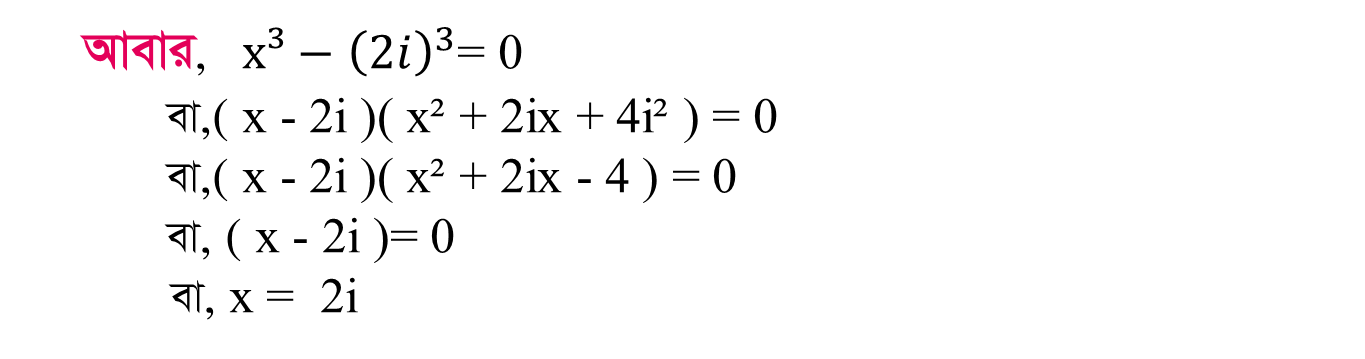 আবার, x³ − (2i)³= 0
বা,( x - 2i )( x² + 2ix + 4i² ) = 0
বা,( x - 2i )( x² + 2ix - 4 ) = 0
বা, ( x - 2i )= 0
বা, x = 2i